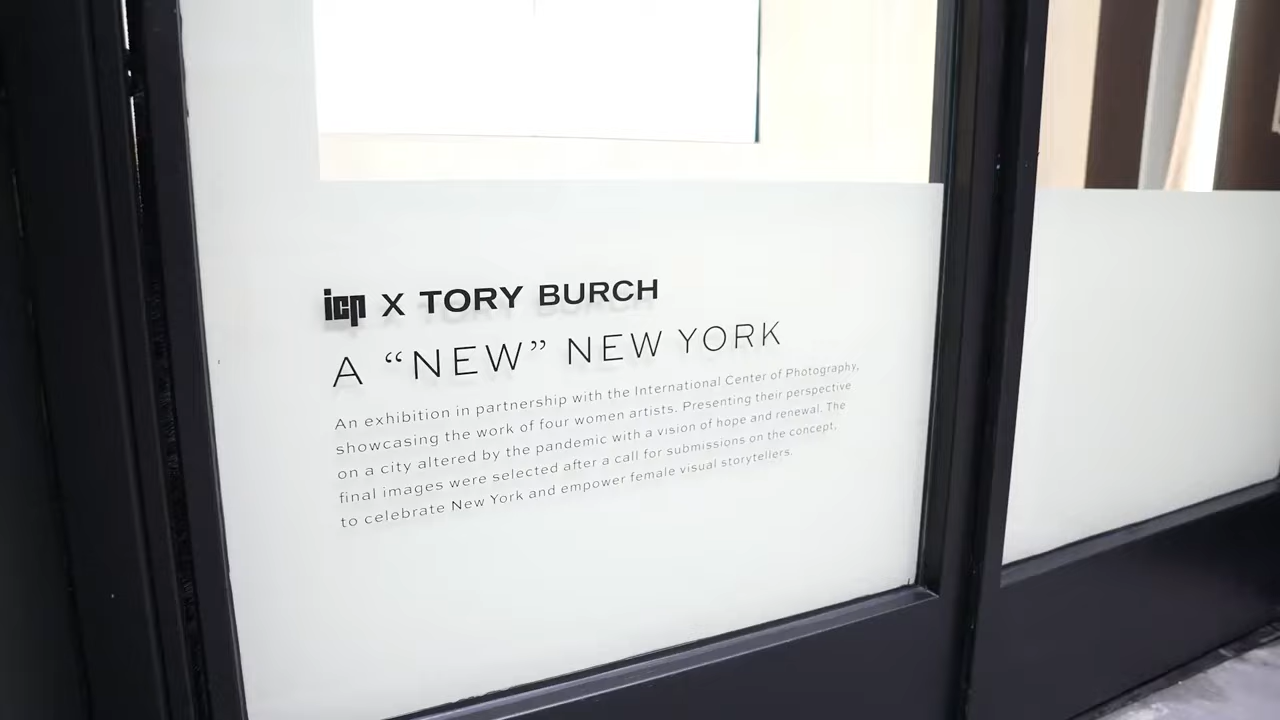 icp X TORY BURCH
A “NEW” NEW YORK
An exhibition in partnership with the International Center of Photography,
showcasing the work of four women artists. Presenting their perspective
on a city altered by the pandemic with a vision of hope and renewal. The
final images were selected after a call for submissions on the concept,
to celebrate New York and empower female visual storytellers.